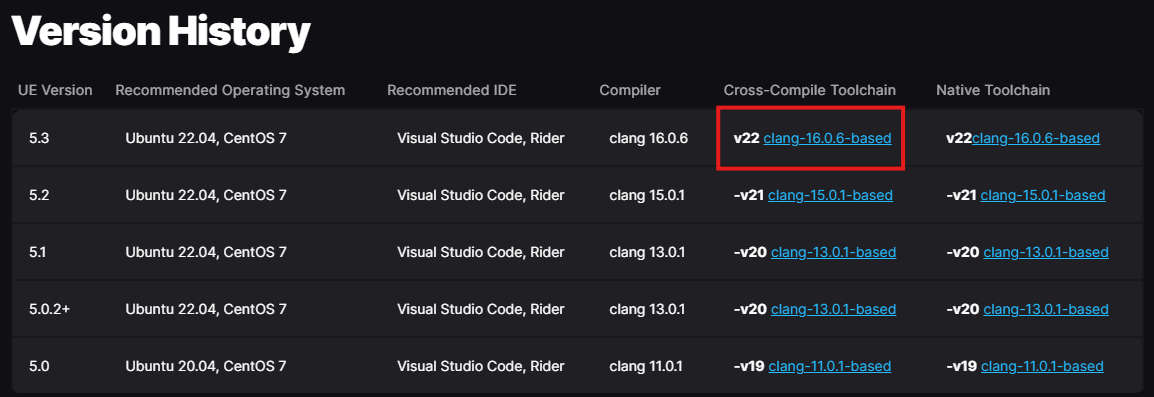 Version History
UE Version Recommended Operating System Recommended IDE Compiler Cross-Compile Toolchain Native Toolchain
5.3 Ubuntu 22.04, CentOS 7 Visual Studio Code, Rider clang 16.0.6 v22 clang-16.0.6-based v22clang-16.0.6-based
5.2 Ubuntu 22.04, CentOS 7 Visual Studio Code, Rider clang 15.0.1 -v21 clang-15.0.1-based -v21 clang-15.0.1-based
5.1 Ubuntu 22.04, CentOS 7 Visual Studio Code, Rider clang 13.0.1 -v20 clang-13.0.1-based -v20 clang-13.0.1-based
5.0.2+ Ubuntu 22.04, CentOS 7 Visual Studio Code, Rider clang 13.0.1 -v20 clang-13.0.1-based -v20 clang-13.0.1-based
5.0 Ubuntu 20.04, CentOS 7 Visual Studio Code, Rider clang 11.0.1 -v19 clang-11.0.1-based -v19 clang-11.0.1-based